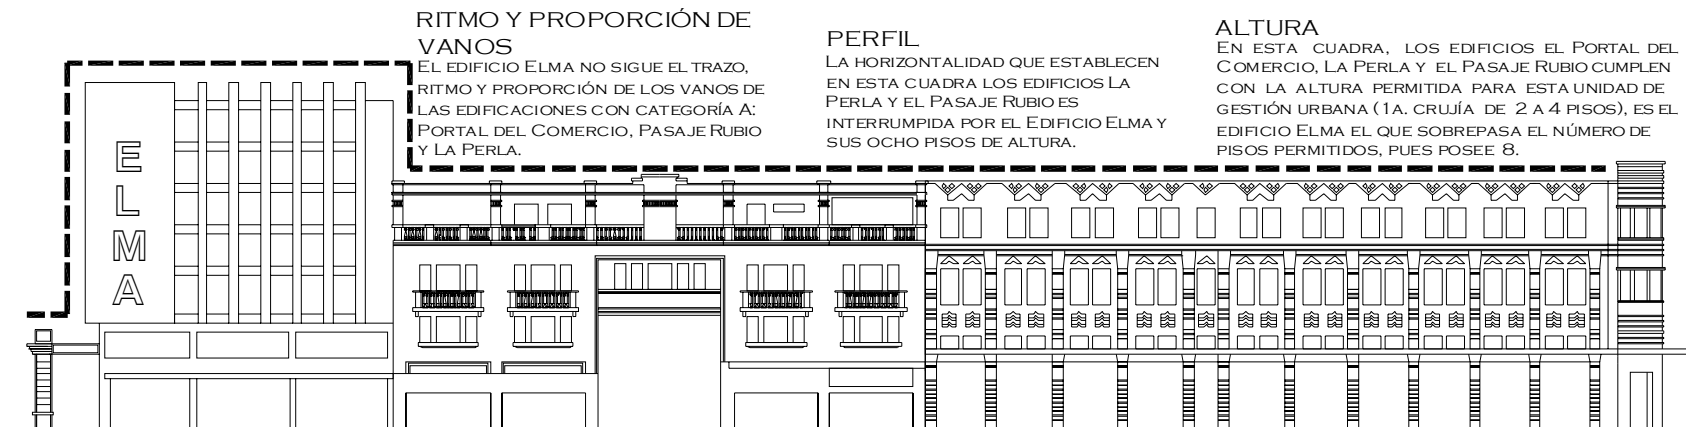 RITMO Y PROPORCIÓN DE
VANOS
EL EDIFICIO ELMA NO SIGUE EL TRAZO,
RITMO Y PROPORCIÓN DE LOS VANOS DE
LAS EDIFICACIONES CON CATEGORÍA A:
PORTAL DEL COMERCIO, PASAJE RUBIO
Y LA PERLA.
PERFIL
LA HORIZONTALIDAD QUE ESTABLECEN
EN ESTA CUADRA LOS EDIFICIOS LA
PERLA Y EL PASAJE RUBIO ES
INTERRUMPIDA POR EL EDIFICIO ELMA Y
SUS OCHO PISOS DE ALTURA.
ALTURA
EN ESTA CUADRA, LOS EDIFICIOS EL PORTAL DEL
COMERCIO, LA PERLA Y EL PASAJE RUBIO CUMPLEN
CON LA ALTURA PERMITIDA PARA ESTA UNIDAD DE
GESTIÓN URBANA (1A. CRUJÍA DE 2 A 4 PISOS), ES EL
EDIFICIO ELMA EL QUE SOBREPASA EL NÚMERO DE
PISOS PERMITIDOS, PUES POSEE 8.
ELMA